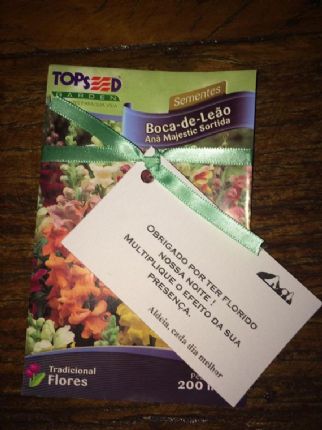 TOPSEED
GARDEN
Sementes
Boca-de-Leão
Anã Majestic Sortida
OBRIGADO POR TER FLORIDO
NOSSA NOITE !
MULTIPLIQUE O EFEITO DA SUA
PRESENÇA.
Aldeia, cada dia melhor
Tradicional
Flores
200